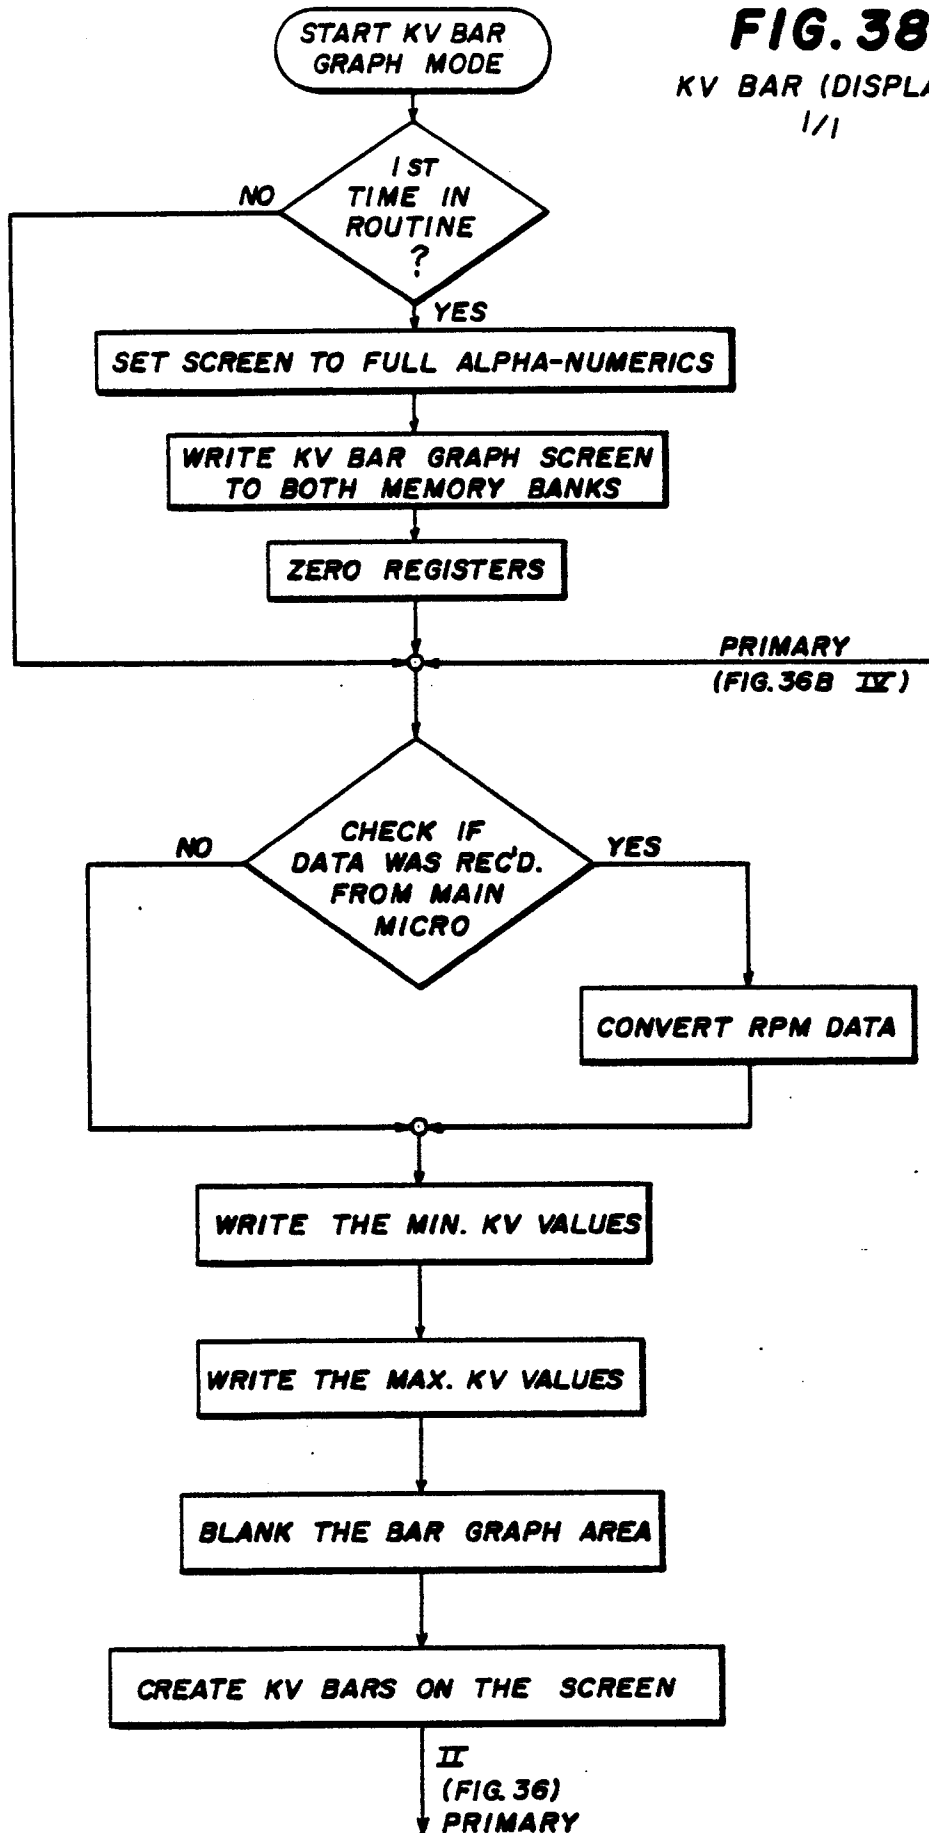 START KV BAR
GRAPH MODE
FIG. 38
KV BAR (DISPLA
1/1
1 ST
TIME IN
ROUTINE
?
NO
YES
SET SCREEN TO FULL ALPHA-NUMERICS
WRITE KV BAR GRAPH SCREEN
TO BOTH MEMORY BANKS
ZERO REGISTERS
PRIMARY
(FIG. 36B IV)
CHECK IF
DATA WAS REC'D.
FROM MAIN
MICRO
NO
YES
CONVERT RPM DATA
WRITE THE MIN. KV VALUES
WRITE THE MAX. KV VALUES
BLANK THE BAR GRAPH AREA
CREATE KV BARS ON THE SCREEN
II
(FIG. 36)
PRIMARY